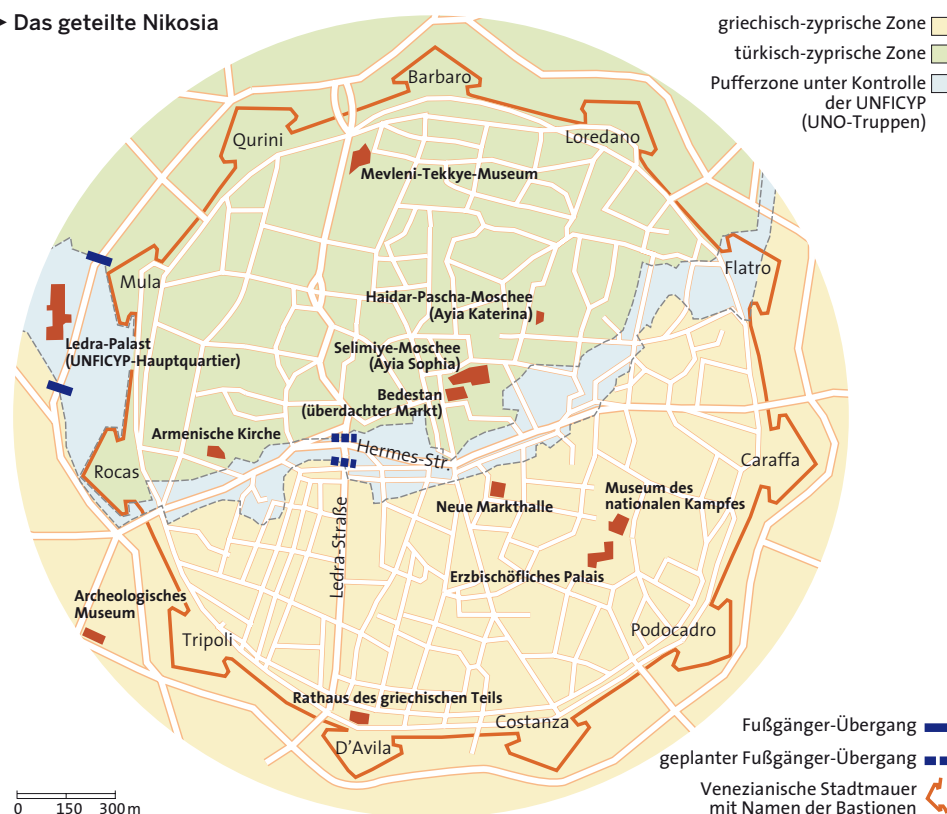 Das geteilte Nikosia
griechisch-zyprische Zone
türkisch-zyprische Zone
Pufferzone unter Kontrolle
der UNFICYP
(UNO-Truppen)
Barbaro
Qurini
Loredano
Mevleni-Tekkye-Museum
Mula
Flatro
Haidar-Pascha-Moschee
(Ayia Katerina)
Ledra-Palast
(UNFICYP-Hauptquartier)
Selimiye-Moschee
(Ayia Sophia)
Bedestan
(überdachter Markt)
Armenische Kirche
Hermes-Str.
Rocas
Caraffa
Neue Markthalle
Museum des
nationalen Kampfes
Ledra-Straße
Erzbischöfliches Palais
Archeologisches
Museum
Tripoli
Podocadro
Rathaus des griechischen Teils
Costanza
D'Avila
Fußgänger-Übergang
geplanter Fußgänger-Übergang
Venezianische Stadtmauer
mit Namen der Bastionen
0 150 300 m